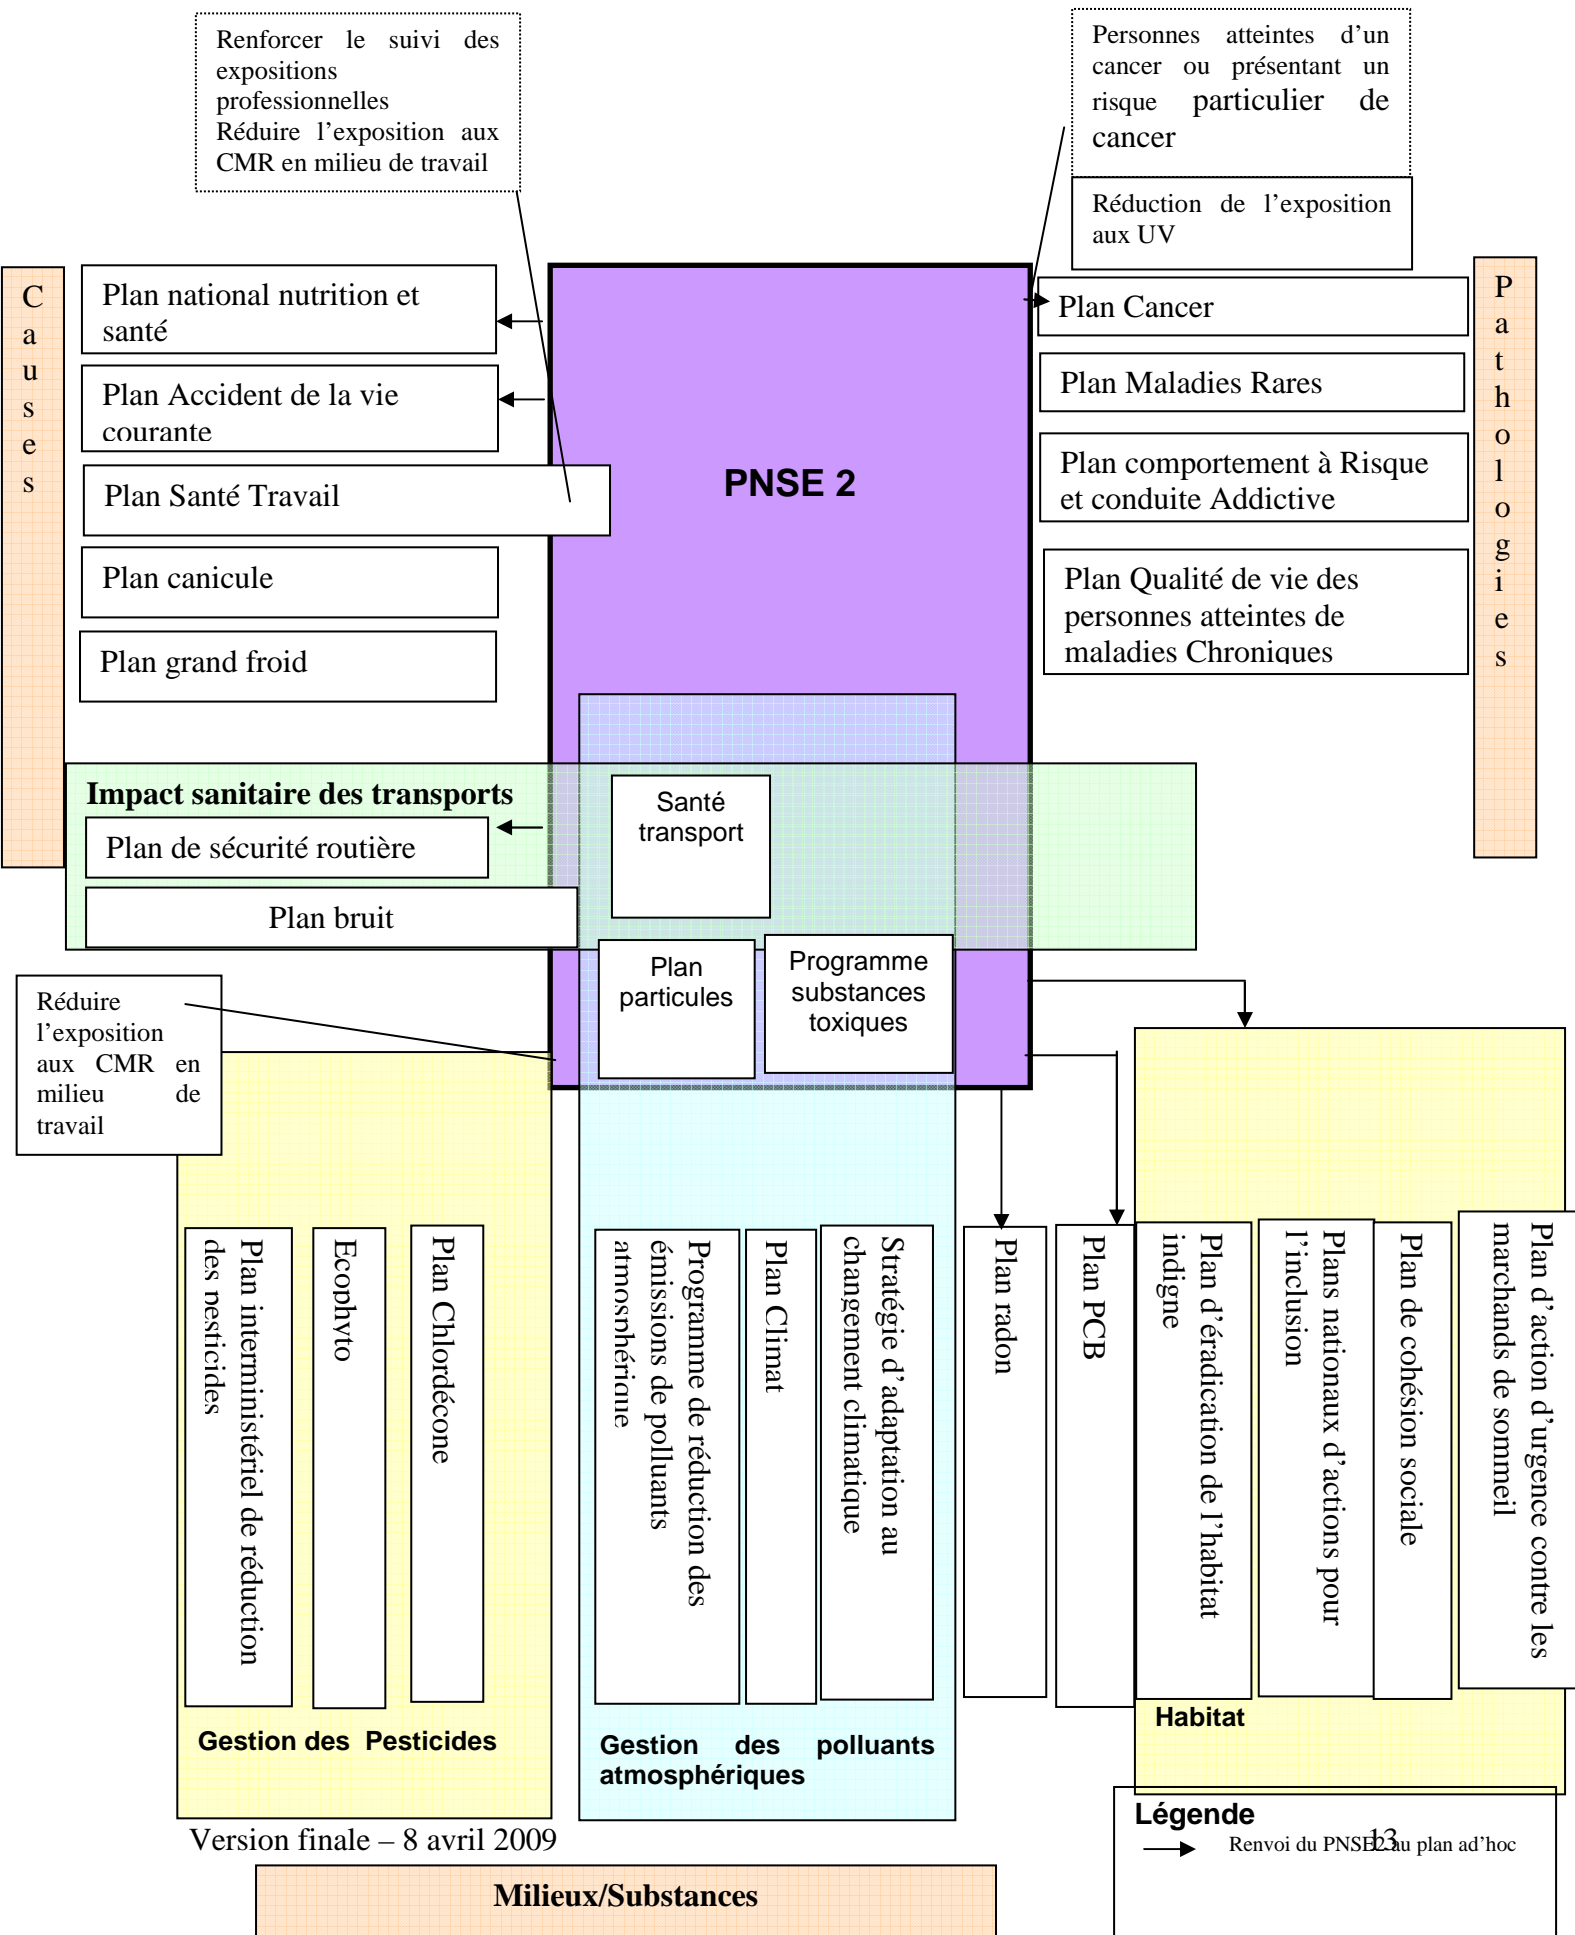 Renforcer le suivi des
expositions
professionnelles
Réduire l’exposition aux
CMR en milieu de travail
Personnes atteintes d’un
cancer ou présentant un
risque particulier de
cancer
Réduction de l’exposition
aux UV
Causes
Plan national nutrition et
santé
Plan Accident de la vie
courante
Plan Santé Travail
Plan canicule
Plan grand froid
PNSE 2
Plan Cancer
Plan Maladies Rares
Plan comportement à Risque
et conduite Addictive
Plan Qualité de vie des
personnes atteintes de
maladies Chroniques
Pathologies
Impact sanitaire des transports
Plan de sécurité routière
Plan bruit
Santé
transport
Plan
particules
Programme
substances
toxiques
Réduire
l’exposition
aux CMR en
milieu de
travail
Plan interministériel de réduction
des pesticides
Ecophyto
Plan Chlordécone
Gestion des Pesticides
Programme de réduction des
émissions de polluants
atmosphérique
Plan Climat
Stratégie d’adaptation au
changement climatique
Gestion des polluants
atmosphériques
Plan radon
Plan PCB
Plan d’éradication de l’habitat
indigne
Plans nationaux d’actions pour
l’inclusion
Plan de cohésion sociale
Plan d’action d’urgence contre les
marchands de sommeil
Habitat
Légende
Renvoi du PNSE2 au plan ad’hoc
Version finale – 8 avril 2009
13
Milieux/Substances